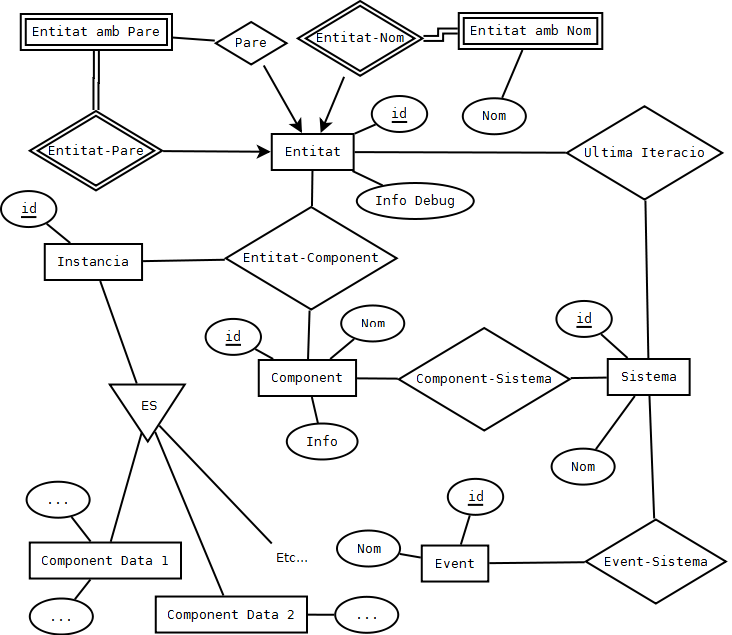 Entitat amb Pare
Pare
Entitat-Nom
Entitat amb Nom
Nom
id
Entitat-Pare
Entitat
Ultima Iteracio
Info Debug
id
Instancia
Entitat-Component
id
Nom
id
Component
Component-Sistema
Sistema
ES
Info
Nom
...
id
Nom
Component Data 1
Etc...
Event
Event-Sistema
...
Component Data 2
...